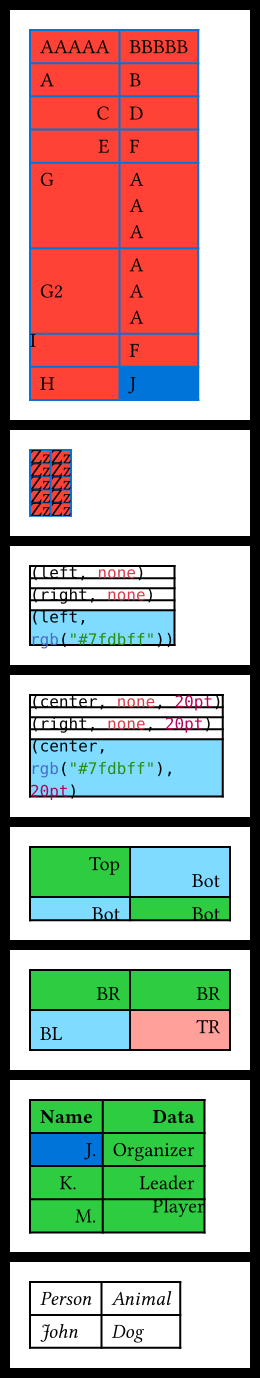 AAAAA BBBBB
A B
C D
E F
G A
A
A
A
G2 A
A
I
F
H J
Zz Zz
Zz Zz
Zz Zz
Zz Zz
Zz Zz
(left, none)
(right, none)
(left,
rgb("#7fdbff"))
(center, none, 20pt)
(right, none, 20pt)
(center,
rgb("#7fdbff"),
20pt)
Top Bot
Bot Bot
BR BR
BL TR
Name Data
J. Organizer
K. Leader
M. Player
Person Animal
John Dog